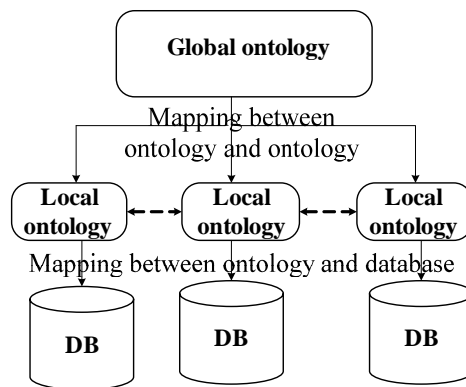 Global ontology
Mapping between
ontology and ontology
Local
ontology
Local
ontology
Local
ontology
Mapping between ontology and database
DB
DB
DB